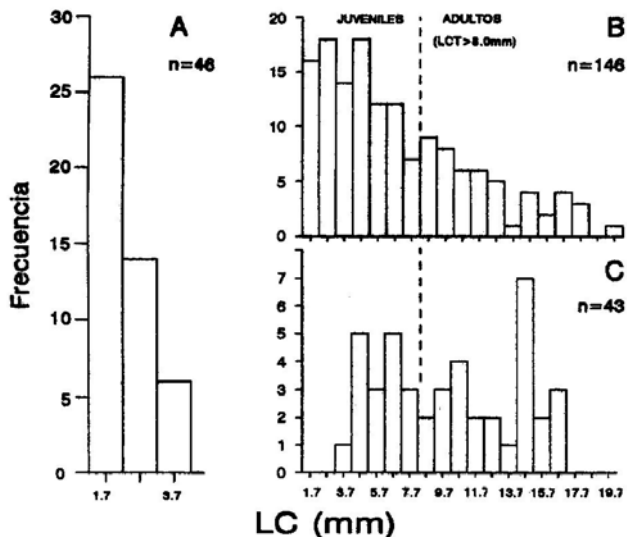 A
n=46
Frecuencia
30
25
20
15
10
5
0
1.7
3.7
JUVENILES
ADULTOS
(LCT>8.0mm)
B
n=146
20
15
10
5
0
C
n=43
7
6
5
4
3
2
1
0
1.7 3.7 5.7 7.7 9.7 11.7 13.7 15.7 17.7 19.7
LC (mm)